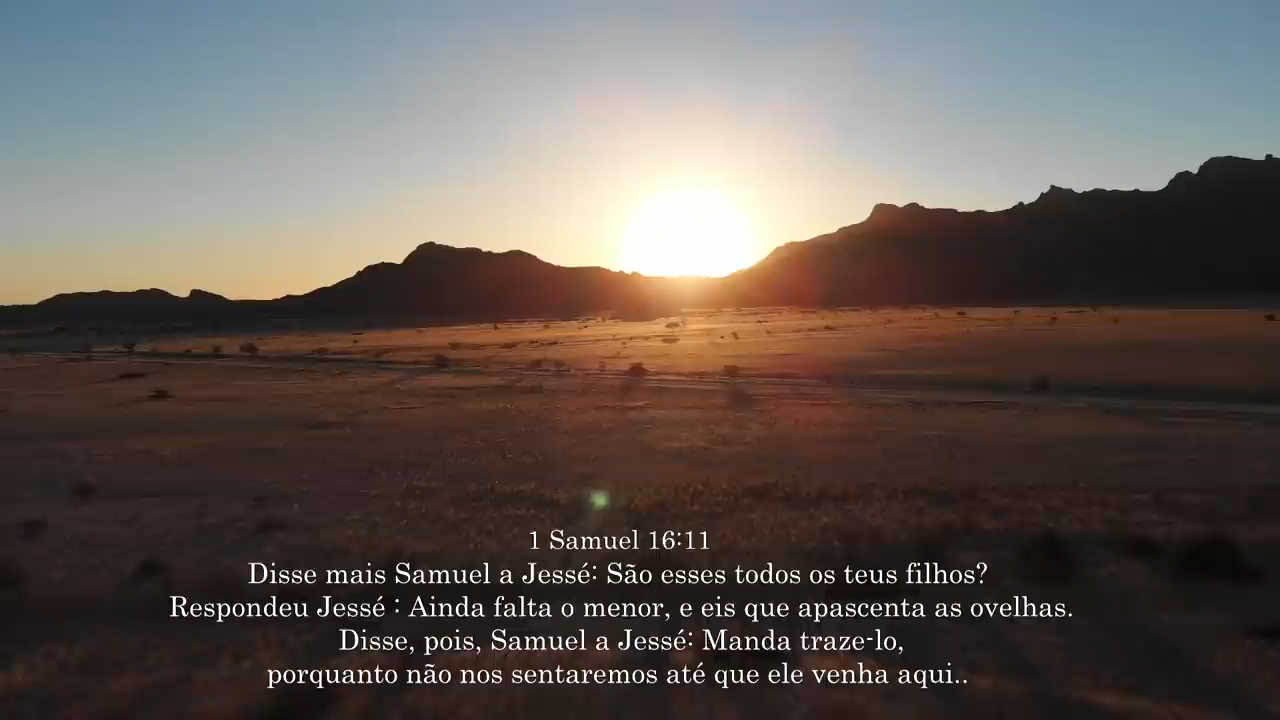 1 Samuel 16:11
Disse mais Samuel a Jessé: São esses todos os teus filhos?
Respondeu Jessé : Ainda falta o menor, e eis que apascenta as ovelhas.
Disse, pois, Samuel a Jessé: Manda traze-lo,
porquanto não nos sentaremos até que ele venha aqui..